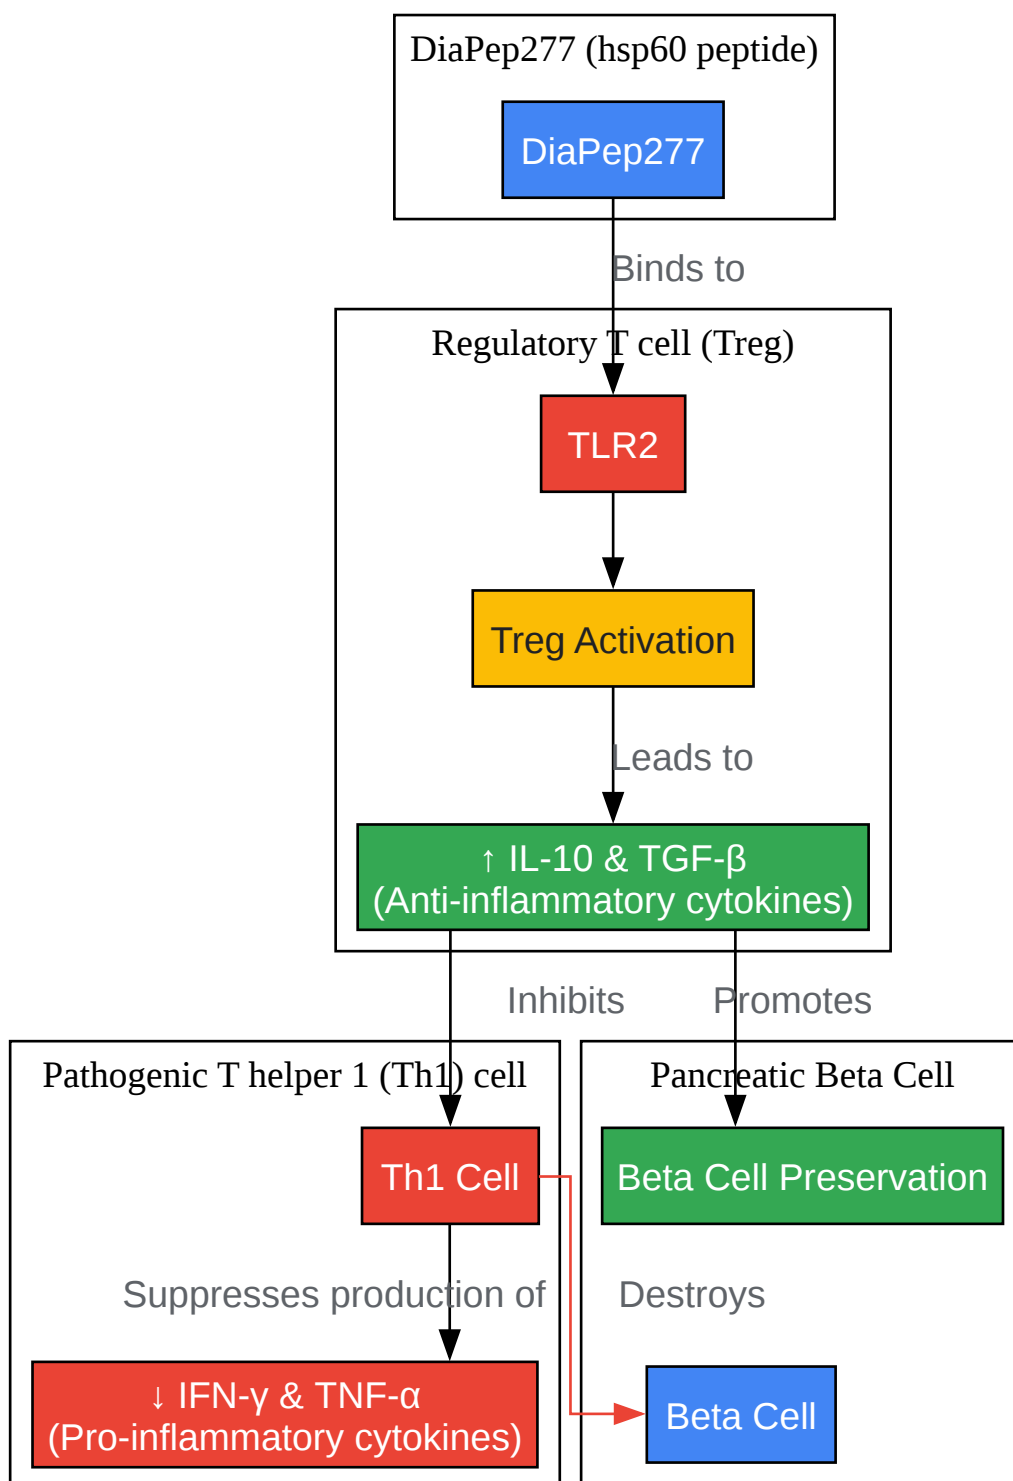 DiaPep277 (hsp60 peptide)
DiaPep277
Binds to
Regulatory T cell (Treg)
TLR2
Treg Activation
Leads to
↑ IL-10 & TGF-β
(Anti-inflammatory cytokines)
Inhibits
Promotes
Pathogenic T helper 1 (Th1) cell
Pancreatic Beta Cell
Th1 Cell
Beta Cell Preservation
Suppresses production of
Destroys
↓ IFN-γ & TNF-α
(Pro-inflammatory cytokines)
Beta Cell